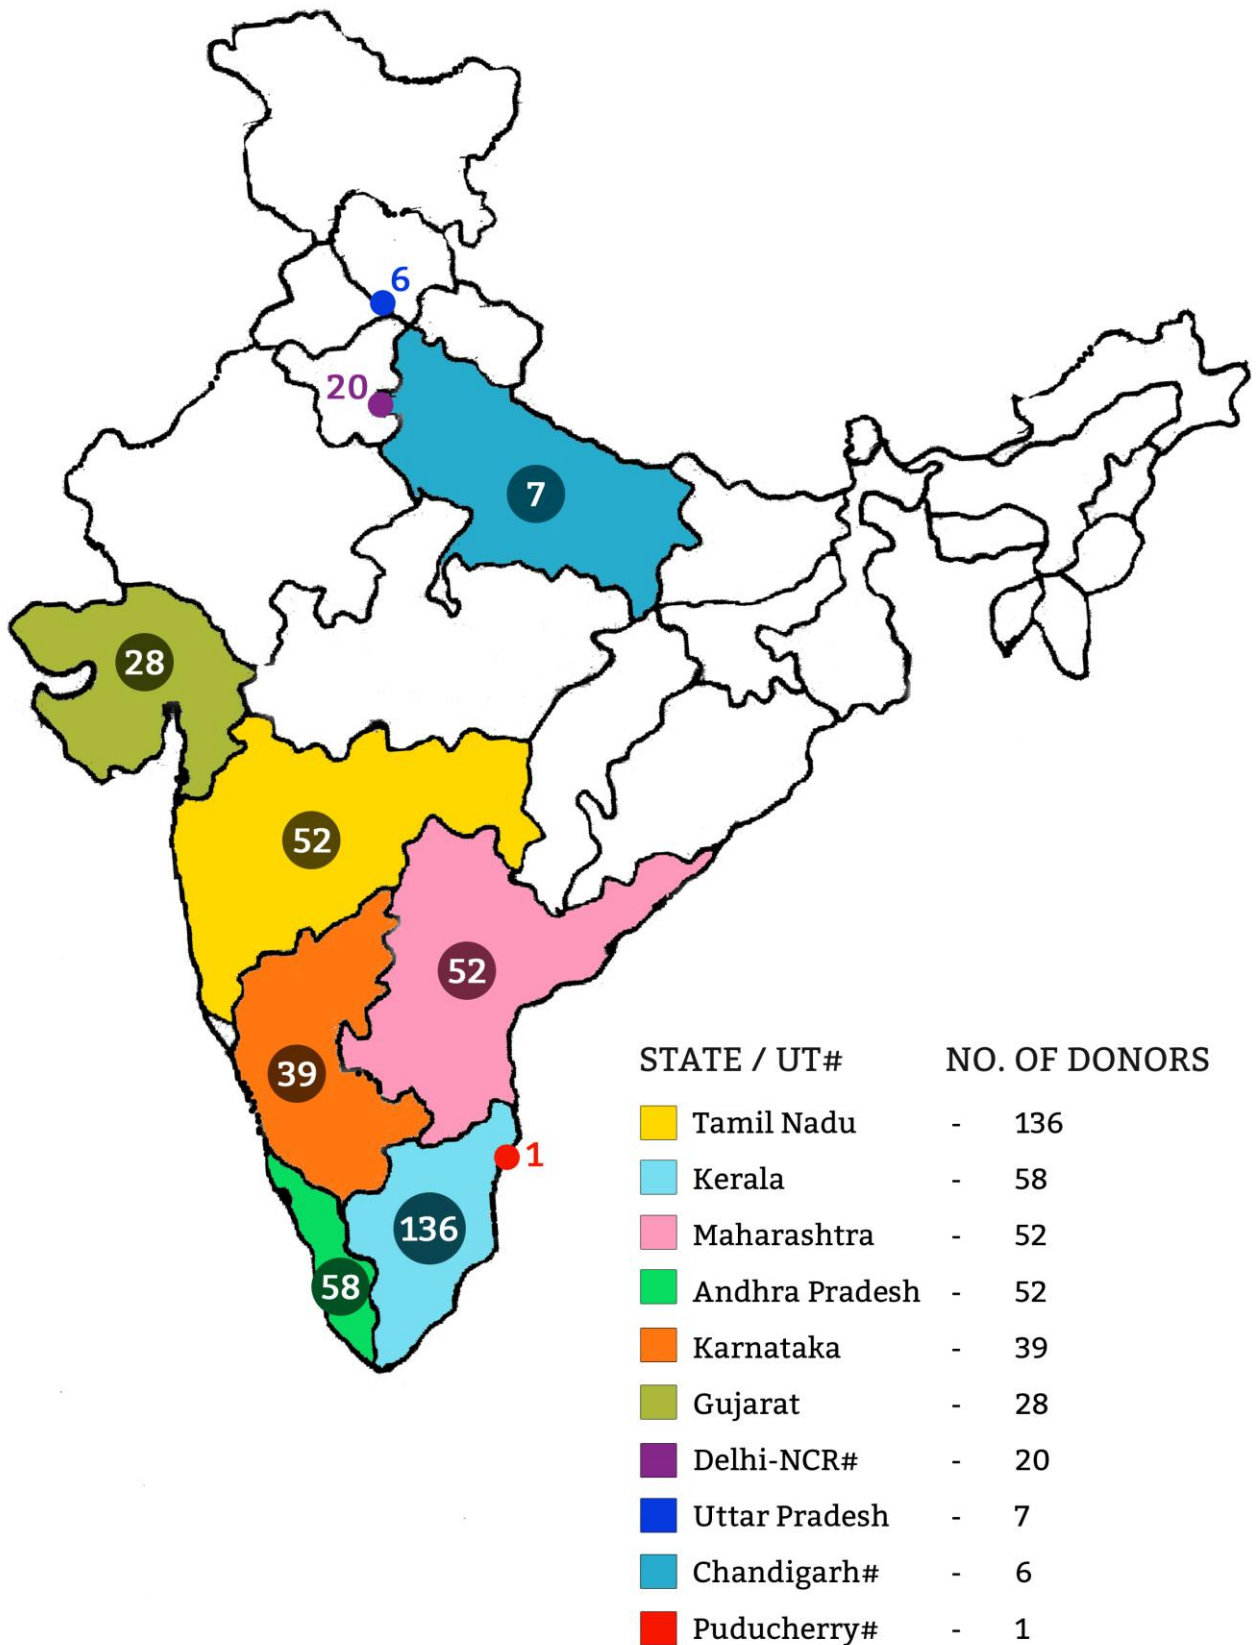 6
20
7
28
52
52
39
1
136
58
STATE / UT# NO. OF DONORS
Tamil Nadu - 136
Kerala - 58
Maharashtra - 52
Andhra Pradesh - 52
Karnataka - 39
Gujarat - 28
Delhi-NCR# - 20
Uttar Pradesh - 7
Chandigarh# - 6
Puducherry# - 1